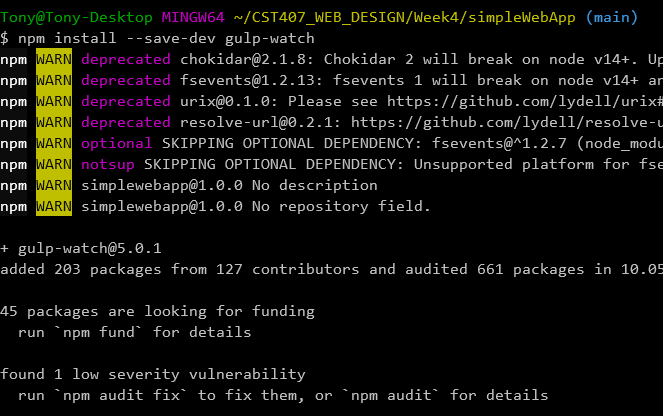 Tony@Tony-Desktop MINGW64 ~/CST407_WEB_DESIGN/Week4/simpleWebApp (main)
$ npm install --save-dev gulp-watch
npm WARN deprecated chokidar@2.1.8: Chokidar 2 will break on node v14+. Up
npm WARN deprecated fsevents@1.2.13: fsevents 1 will break on node v14+ an
npm WARN deprecated urix@0.1.0: Please see https://github.com/lydell/urix#
npm WARN deprecated resolve-url@0.2.1: https://github.com/lydell/resolve-u
npm WARN optional SKIPPING OPTIONAL DEPENDENCY: fsevents@^1.2.7 (node_modu
npm WARN notsup SKIPPING OPTIONAL DEPENDENCY: Unsupported platform for fse
npm WARN simplewebapp@1.0.0 No description
npm WARN simplewebapp@1.0.0 No repository field.
+ gulp-watch@5.0.1
added 203 packages from 127 contributors and audited 661 packages in 10.05
45 packages are looking for funding
run `npm fund` for details
found 1 low severity vulnerability
run `npm audit fix` to fix them, or `npm audit` for details